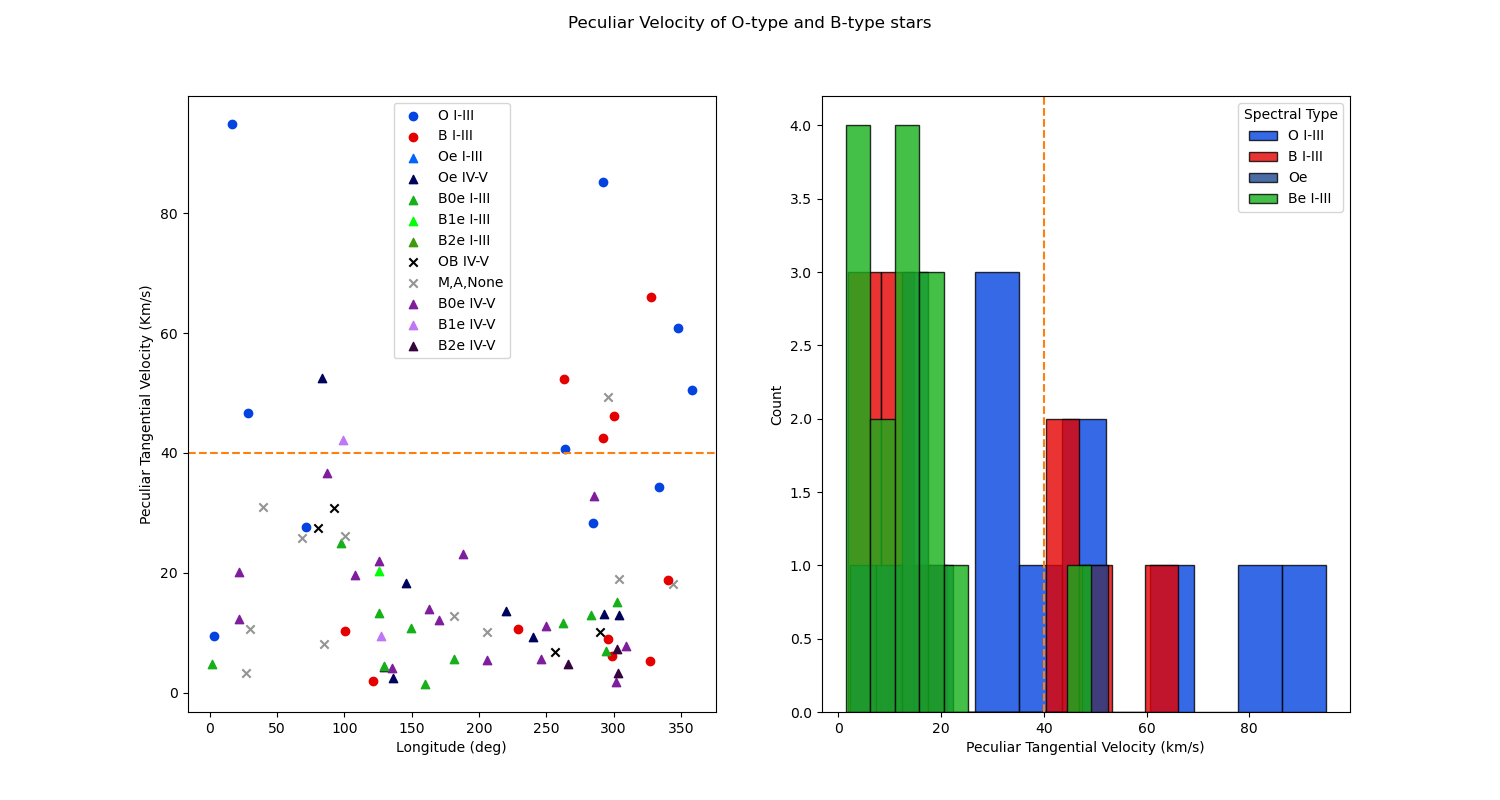 Peculiar Velocity of O-type and B-type stars
Peculiar Tangential Velocity (Km/s)
80
60
40
20
0
0
50
100
150
200
250
300
350
Longitude (deg)
O I-III
B I-III
Oe I-III
Oe IV-V
B0e I-III
B1e I-III
B2e I-III
OB IV-V
M,A,None
B0e IV-V
B1e IV-V
B2e IV-V
Count
4.0
3.5
3.0
2.5
2.0
1.5
1.0
0.5
0.0
0
20
40
60
80
Peculiar Tangential Velocity (km/s)
Spectral Type
O I-III
B I-III
Oe
Be I-III